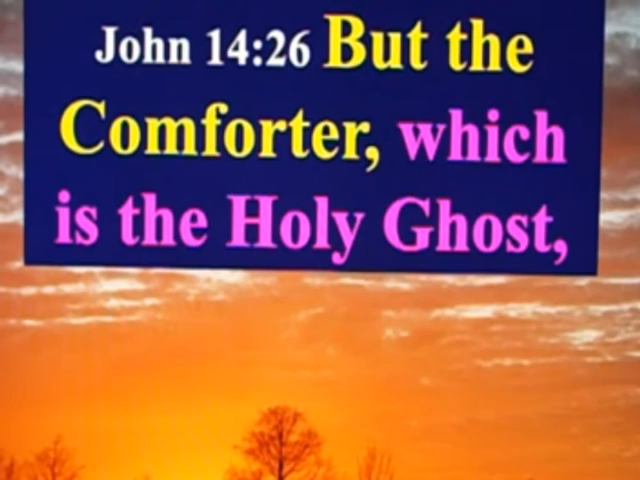 John 14:26 But the
Comforter, which
is the Holy Ghost,